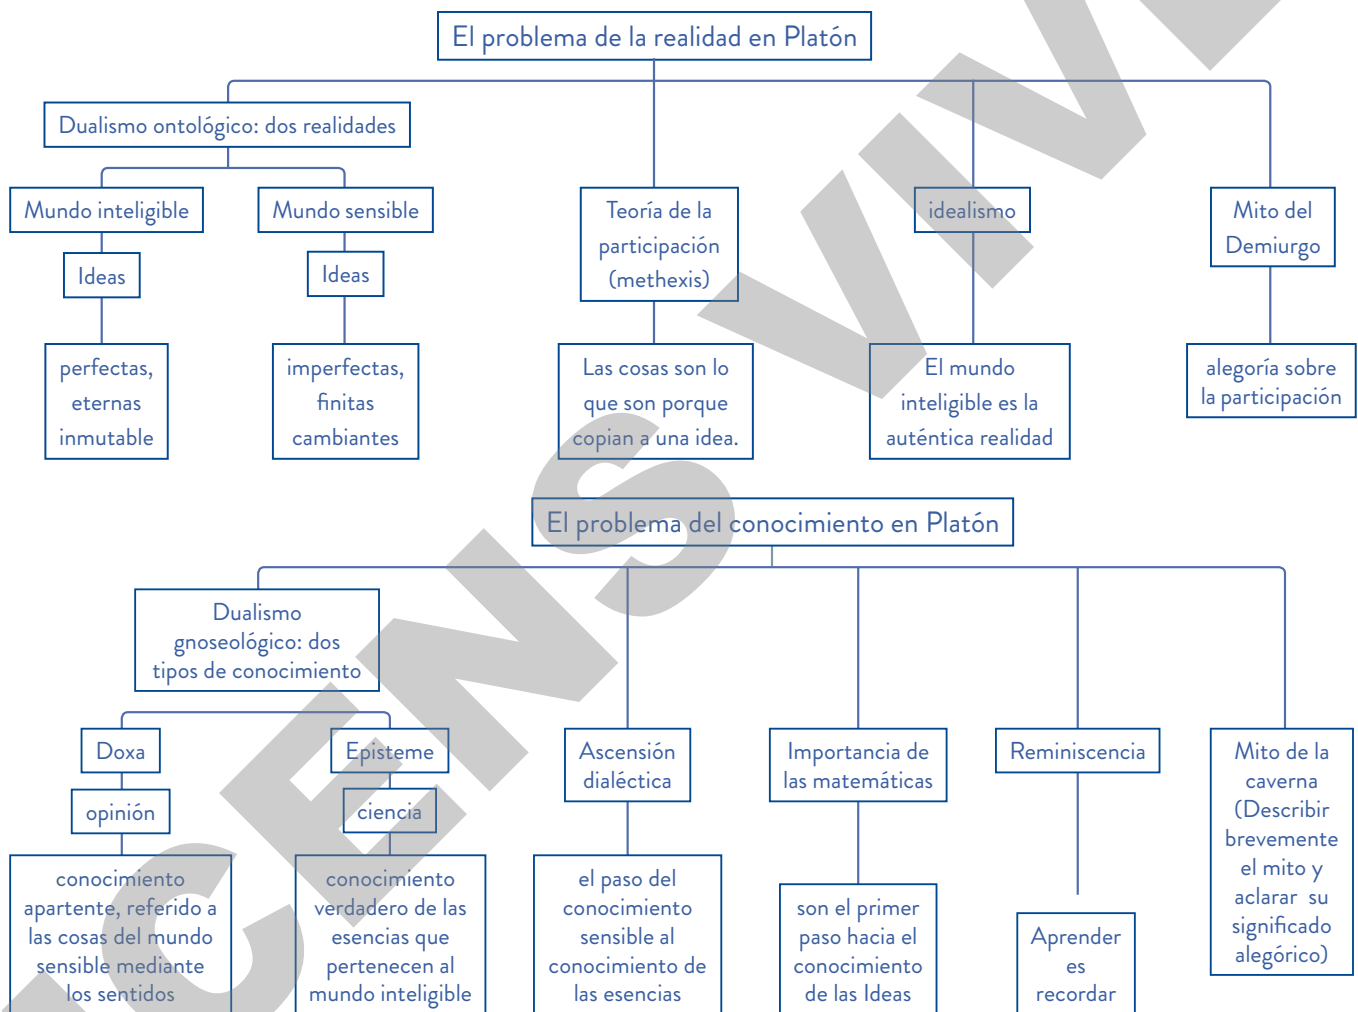 El problema de la realidad en Platón
Dualismo ontológico: dos realidades
Mundo inteligible
Ideas
perfectas,
eternas
inmutable
Mundo sensible
Ideas
imperfectas,
finitas
cambiantes
Teoría de la
participación
(methexis)
Las cosas son lo
que son porque
copian a una idea.
idealismo
El mundo
inteligible es la
auténtica realidad
Mito del
Demiurgo
alegoría sobre
la participación
El problema del conocimiento en Platón
Dualismo
gnoseológico: dos
tipos de conocimiento
Doxa
opinión
conocimiento
apartente, referido a
las cosas del mundo
sensible mediante
los sentidos
Episteme
ciencia
conocimiento
verdadero de las
esencias que
pertenecen al
mundo inteligible
Ascensión
dialéctica
el paso del
conocimiento
sensible al
conocimiento de
las esencias
Importancia de
las matemáticas
son el primer
paso hacia el
conocimiento
de las Ideas
Reminiscencia
Aprender
es
recordar
Mito de la
caverna
(Describir
brevemente
el mito y
aclarar su
significado
alegórico)
ICENS VIVE